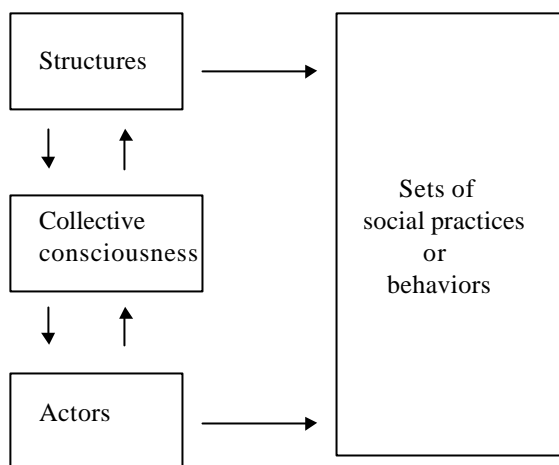 Structures
Collective
consciousness
Actors
Sets of
social practices
or
behaviors